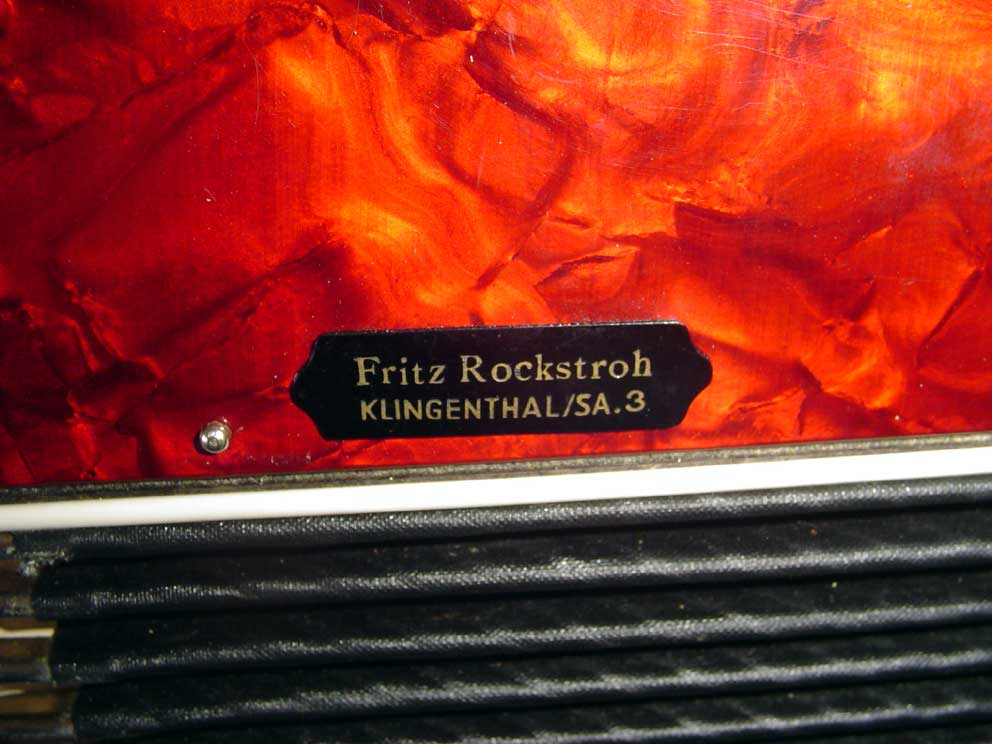 Fritz Rockstroh
KLINGENTHAL/SA.3